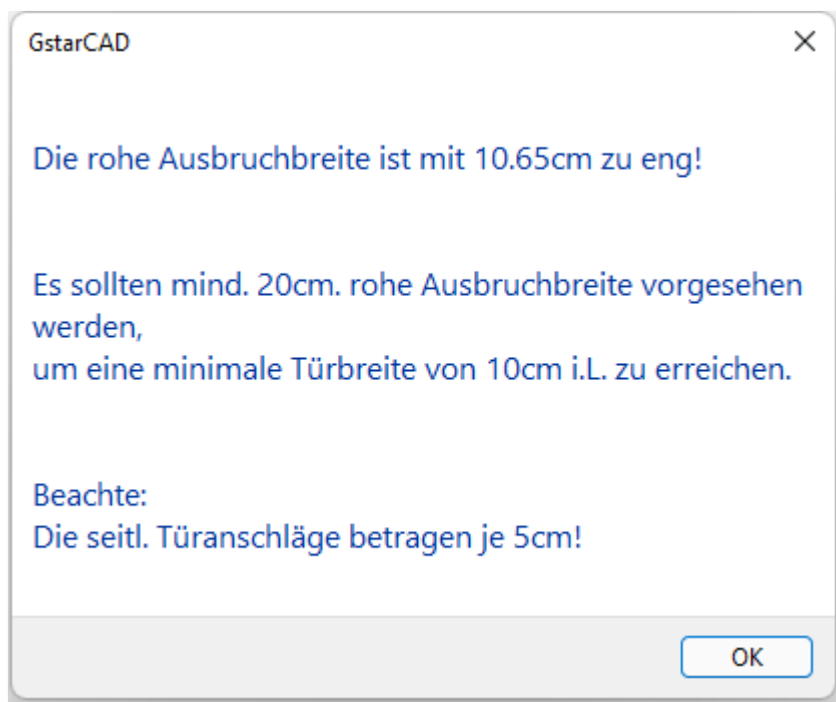 GstarCAD
Die rohe Ausbruchbreite ist mit 10.65cm zu eng!
Es sollten mind. 20cm. rohe Ausbruchbreite vorgesehen
werden,
um eine minimale Türbreite von 10cm i.L. zu erreichen.
Beachte:
Die seitl. Türanschläge betragen je 5cm!
OK